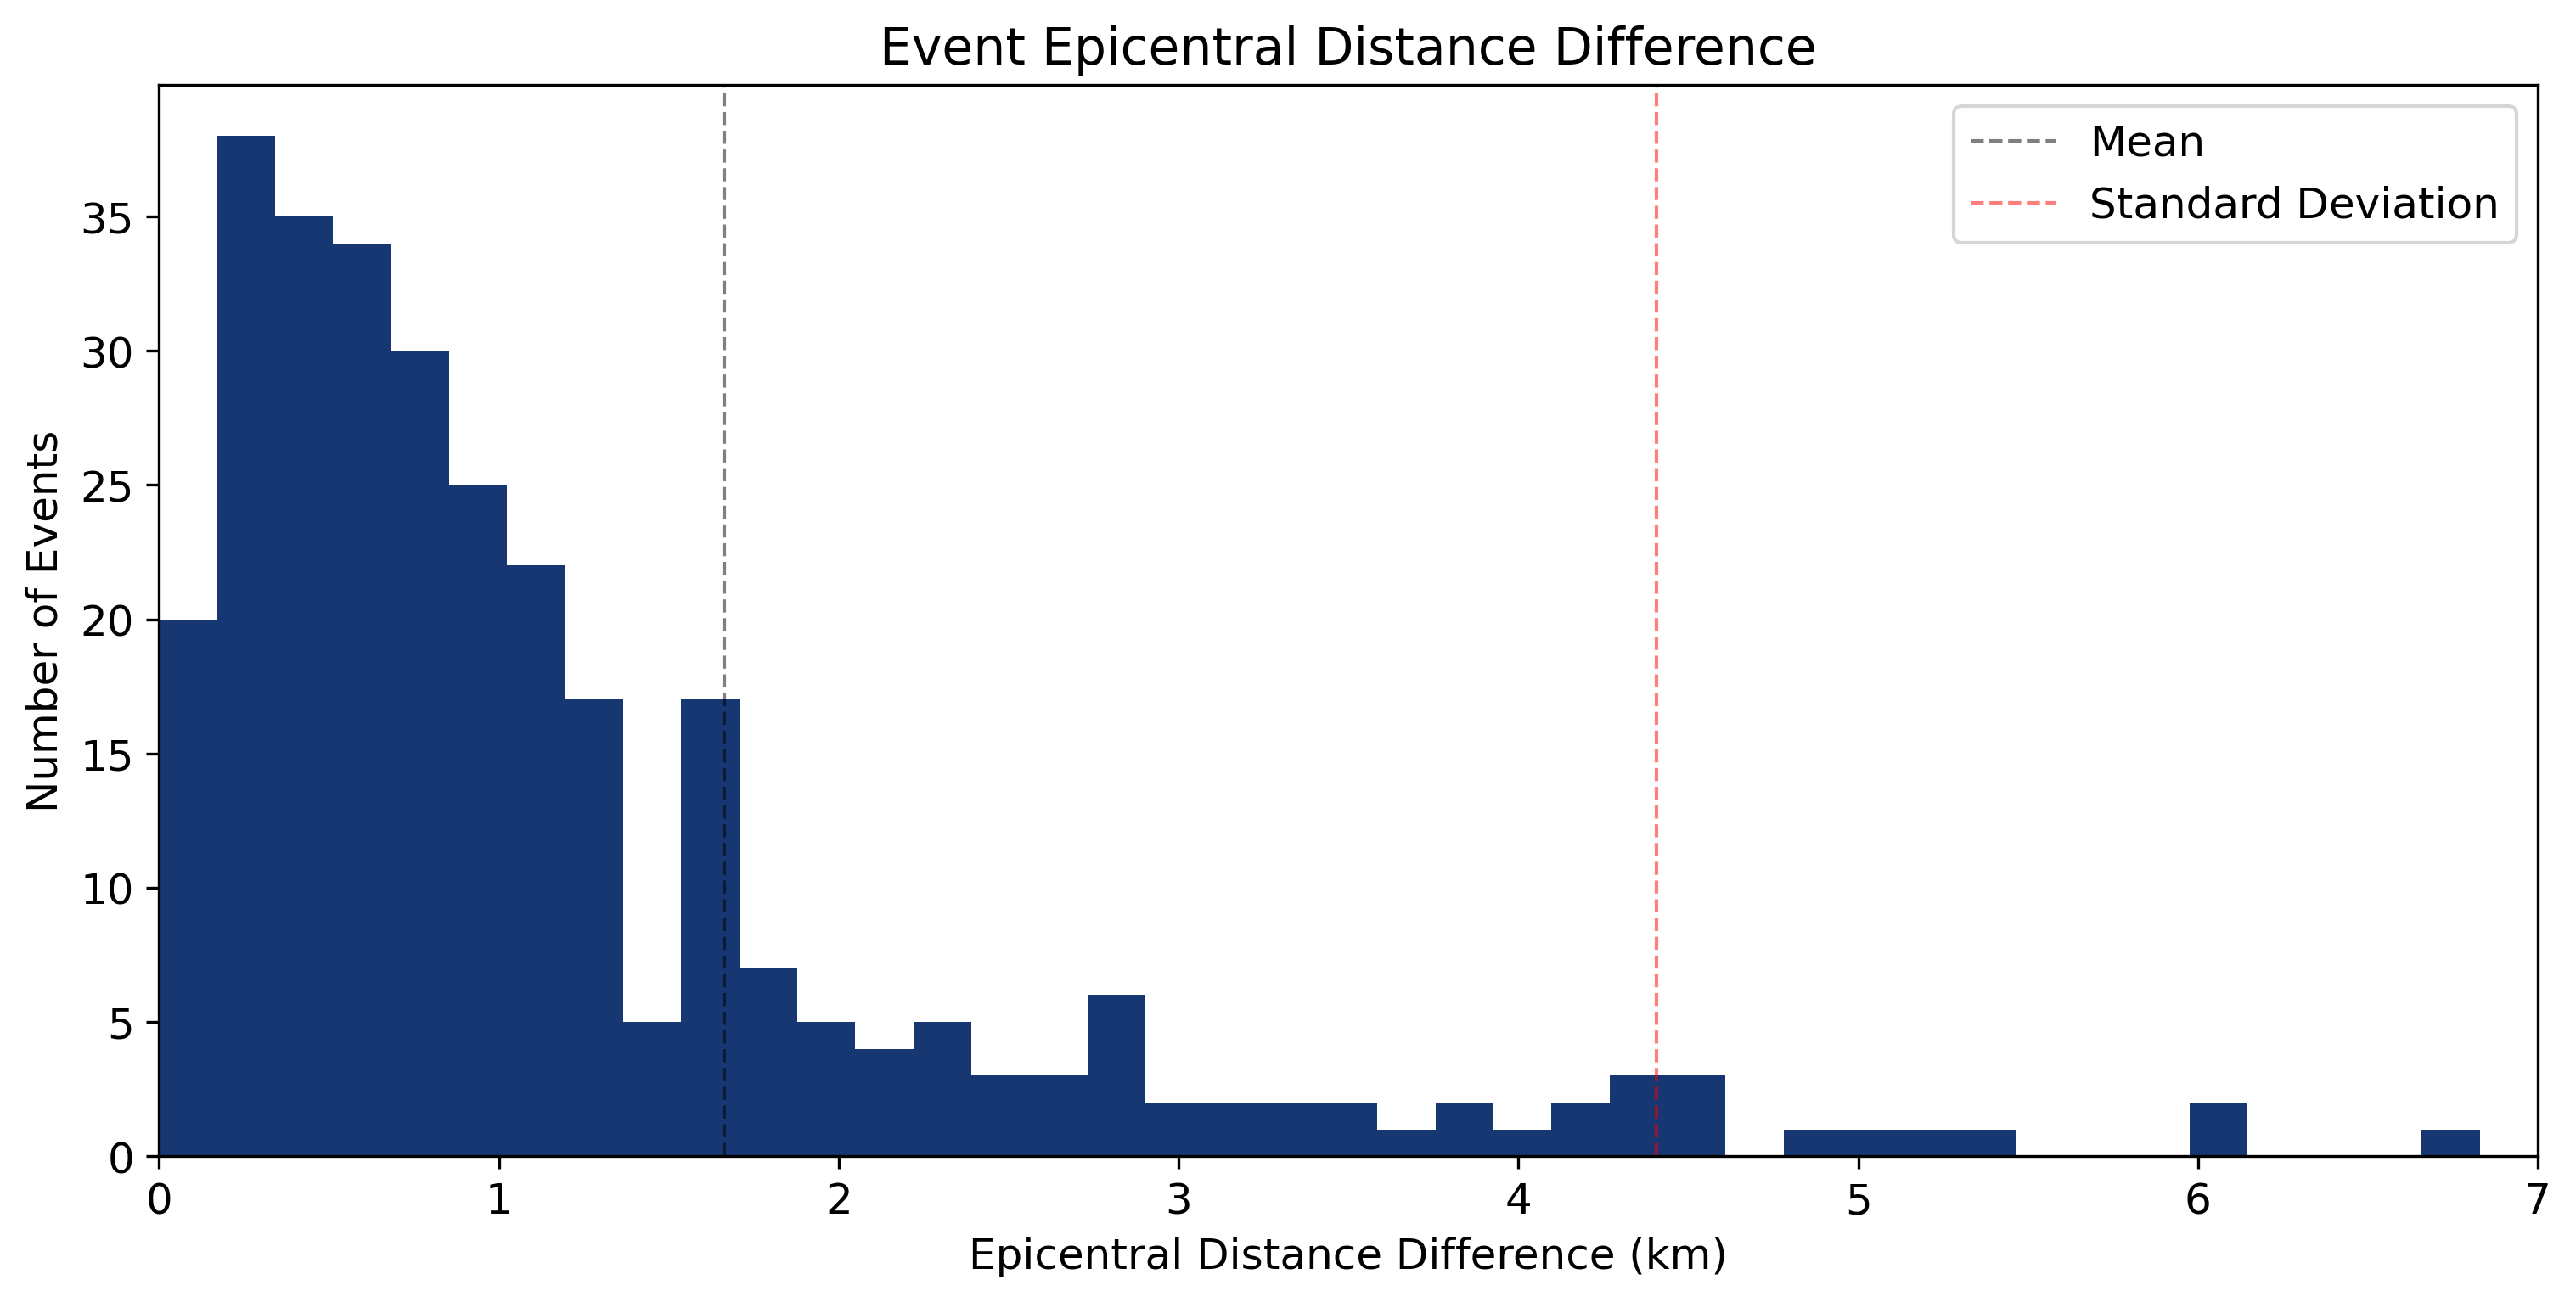 Event Epicentral Distance Difference
Mean
Standard Deviation
35
30
25
20
15
10
5
0
Number of Events
0 1 2 3 4 5 6 7
Epicentral Distance Difference (km)